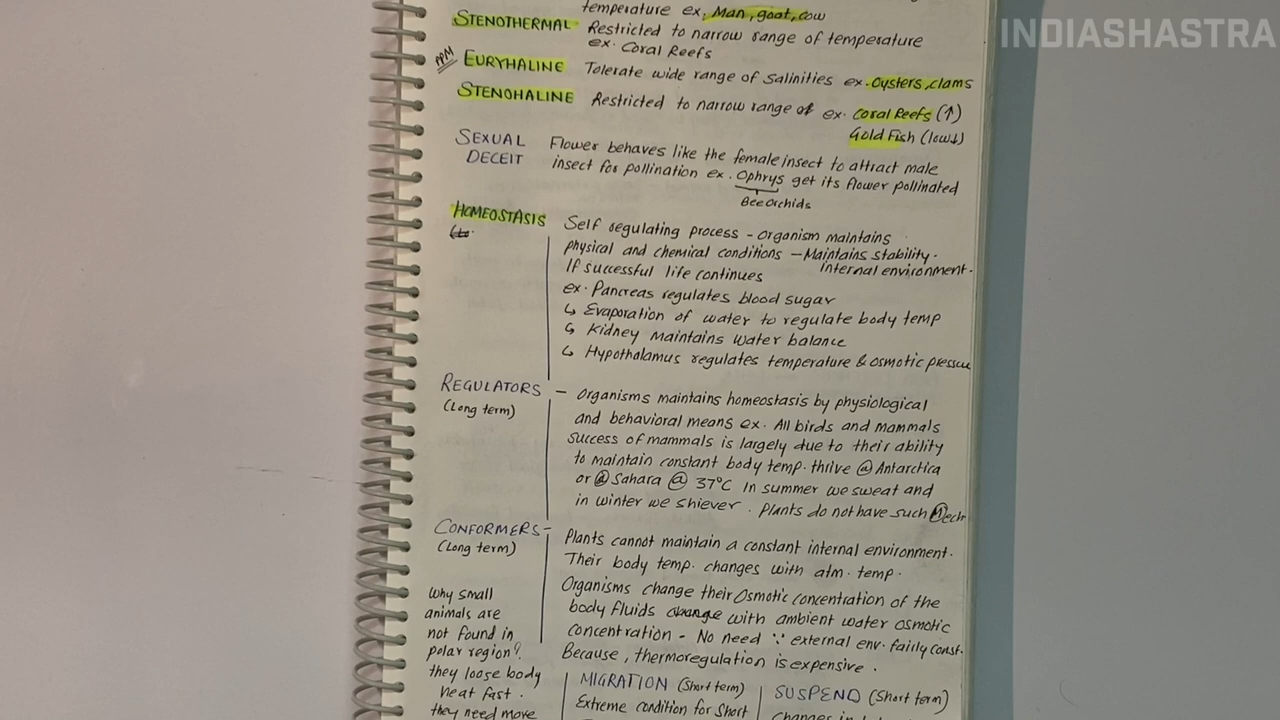 INDIASHASTRA
temperature ex. Man, goat, cow
STENOTHERMAL Restricted to narrow range of temperature
ex. Coral Reefs
PPM EURYHALINE Tolerate wide range of salinities ex. Oysters, clams
STENOHALINE Restricted to narrow range of ex. Coral Reefs (↑)
Gold Fish (low↓)
SEXUAL DECEIT Flower behaves like the female insect to attract male
insect for pollination ex. Ophrys get its flower pollinated
Bee Orchids
HOMEOSTASIS Self regulating process - Organism maintains
physical and chemical conditions - Maintains stability.
internal environment.
If successful life continues
ex. Pancreas regulates blood sugar
↳ Evaporation of water to regulate body temp
↳ Kidney Maintains water balance
↳ Hypothalamus regulates temperature & osmotic pressure
REGULATORS - Organisms maintains homeostasis by physiological
(Long term) and behavioral means ex. All birds and mammals
success of mammals is largely due to their ability
to maintain constant body temp. thrive @ Antarctica
or @ Sahara @ 37°C In summer we sweat and
in winter we shiever. Plants do not have such Mech
CONFORMERS - Plants cannot maintain a constant internal environment.
(Long term) Their body temp. changes with atm. temp.
Organisms change their Osmotic concentration of the
body fluids change with ambient water osmotic
concentration - No need ∵ external env. fairly const.
Because, thermoregulation is expensive.
Why small
animals are
not found in
polar region?
they loose body
heat fast.
they need move
MIGRATION (Short term)
Extreme condition for Short
SUSPEND (Short term)